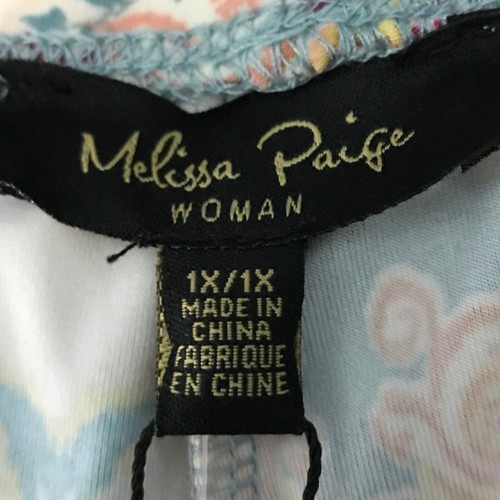 Melissa Paige
WOMAN
1X/1X
MADE IN
CHINA
FABRIQUE
EN CHINE